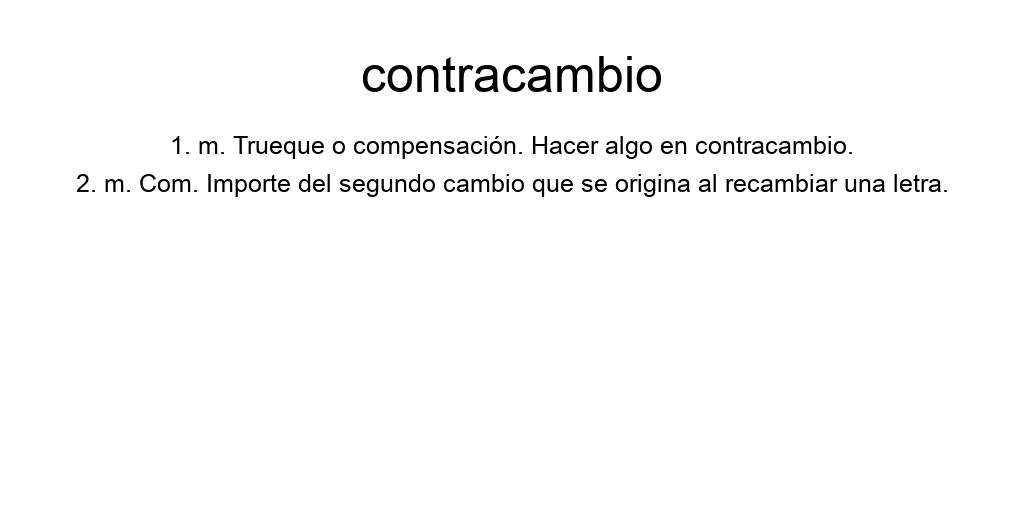 contracambio
1. m. Trueque o compensación. Hacer algo en contracambio.
2. m. Com. Importe del segundo cambio que se origina al recambiar una letra.